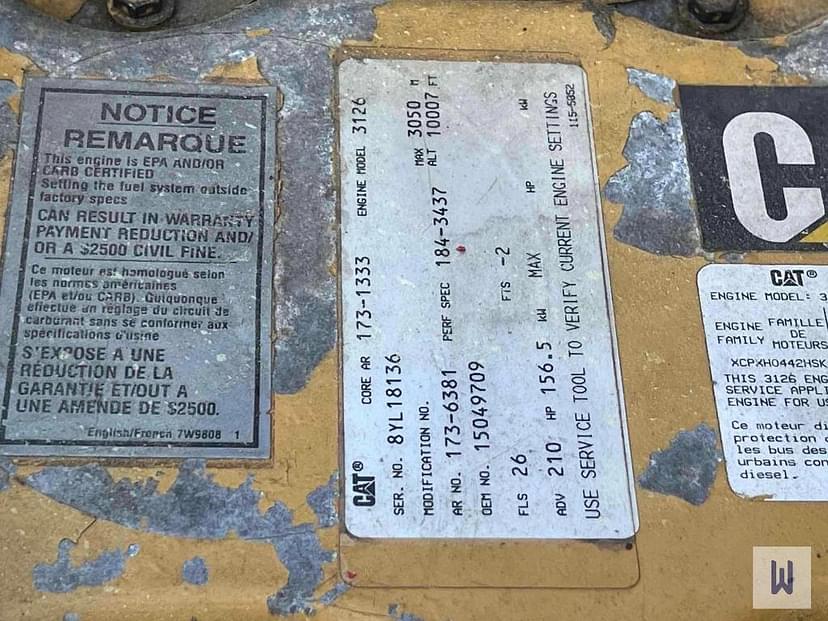 NOTICE
REMARQUE
This engine is EPA AND/OR
CARB CERTIFIED
Setting the fuel system outside
factory specs
CAN RESULT IN WARRANTY
PAYMENT REDUCTION AND/
OR A $2500 CIVIL FINE.
Ce moteur est homologué selon
les normes américaines
(EPA et/ou CARB). Quiquonque
effectue un réglage du circuit de
carburant sans se conformer aux
spécifications d'usine
S'EXPOSE A UNE
RÉDUCTION DE LA
GARANTIE ET/OUT A
UNE AMENDE DE $2500.
English/French 7W9808 1
CAT®
SER. NO. 8YL18136 CORE AR 173-1333 ENGINE MODEL 3126
MODIFICATION NO.
AR NO. 173-6381 PERF SPEC 184-3437 MAX ALT 3050 M 10007 FT
OEM NO. 15049709
FLS 26 FTS -2
ADV 210 HP 156.5 kW MAX HP kW
USE SERVICE TOOL TO VERIFY CURRENT ENGINE SETTINGS
115-5052
C
CAT®
ENGINE MODEL: 3
ENGINE FAMILLE
DE
FAMILY MOTEURS
XCPXH0442HSK
THIS 3126 ENG
SERVICE APPLI
ENGINE FOR US
Ce moteur di
protection d
les bus des
urbains con
diesel.
W